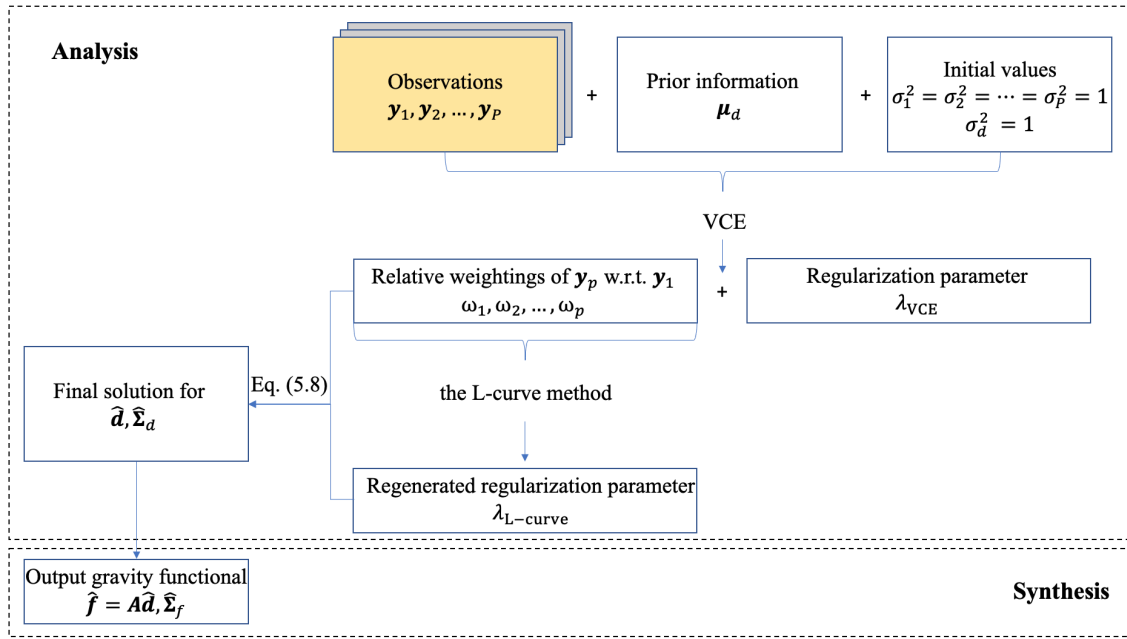 Analysis
Observations
𝒚₁, 𝒚₂, … , 𝒚_P
+
Prior information
𝝁_d
+
Initial values
σ₁² = σ₂² = ⋯ = σ_P² = 1
σ_d² = 1
VCE
Relative weightings of 𝒚_p w.r.t. 𝒚₁
ω₁, ω₂, … , ω_p
+
Regularization parameter
λ_VCE
the L-curve method
Eq. (5.8)
Final solution for
𝒅̂, 𝚺̂_d
Regenerated regularization parameter
λ_L−curve
Output gravity functional
𝒇̂ = 𝑨𝒅̂, 𝚺̂_f
Synthesis